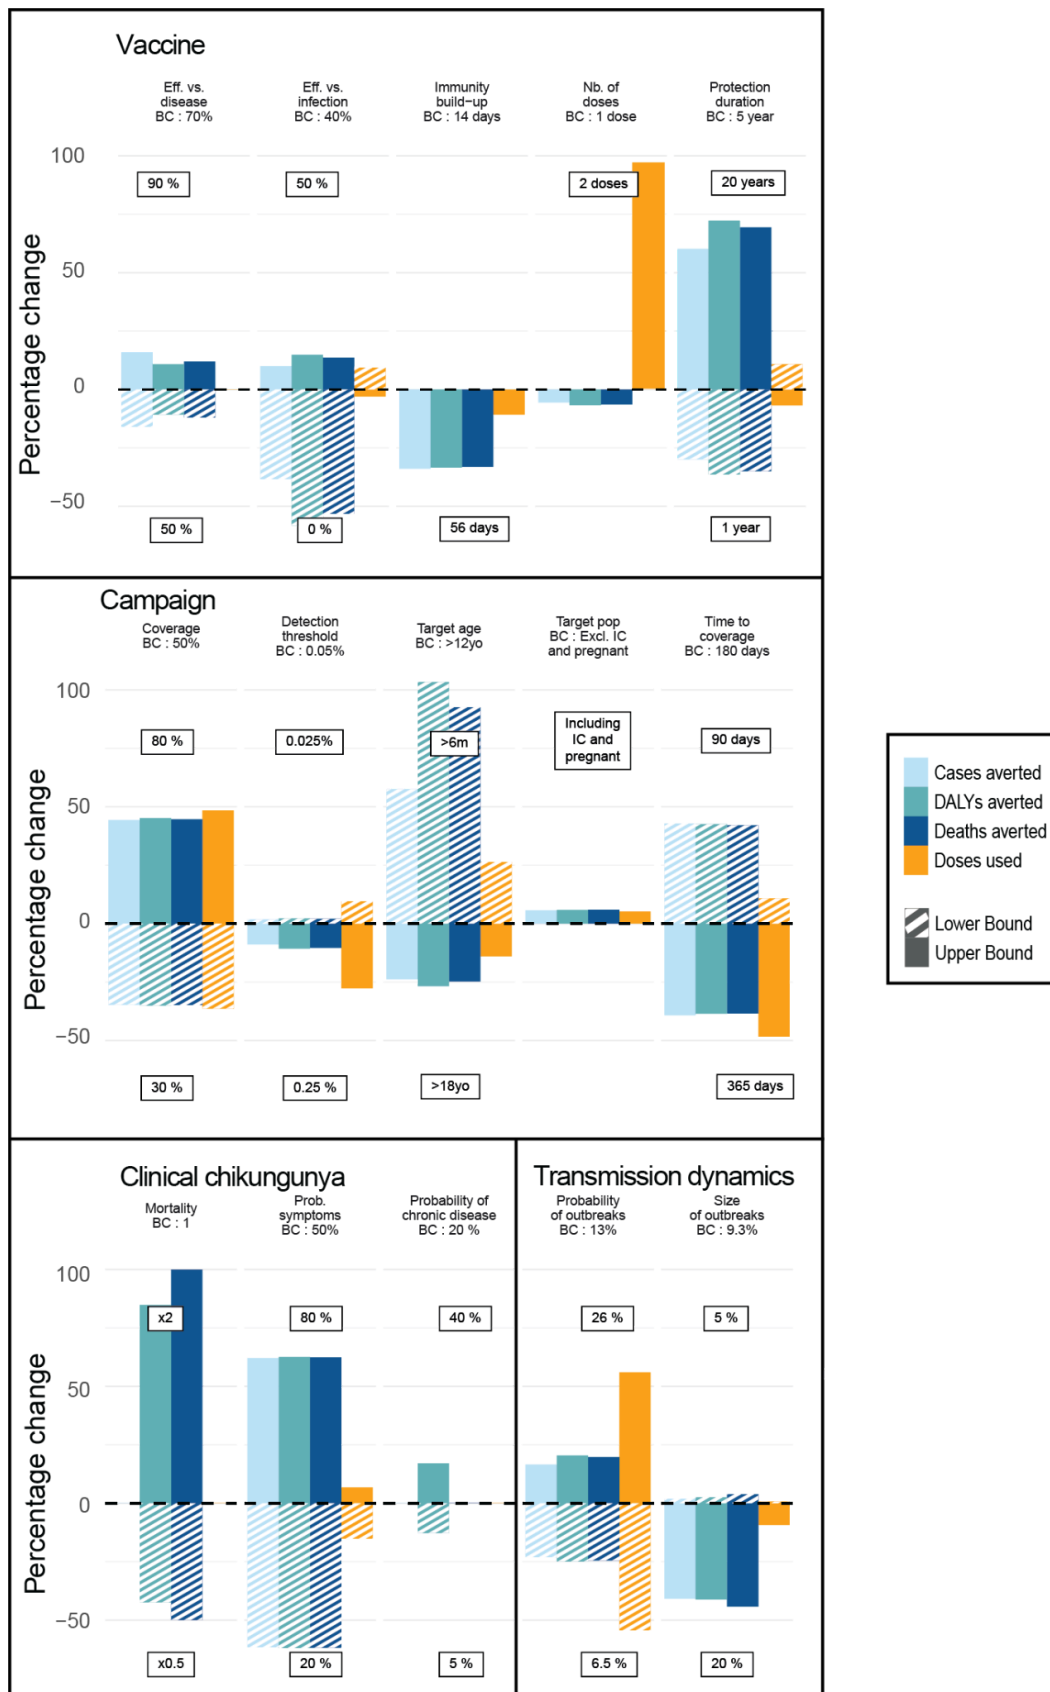 Vaccine
Eff. vs.
disease
BC : 70%
Eff. vs.
infection
BC : 40%
Immunity
build−up
BC : 14 days
Nb. of
doses
BC : 1 dose
Protection
duration
BC : 5 year
Percentage change
100
50
0
−50
90 %
50 %
2 doses
20 years
50 %
0 %
56 days
1 year
Campaign
Coverage
BC : 50%
Detection
threshold
BC : 0.05%
Target age
BC : >12yo
Target pop
BC : Excl. IC
and pregnant
Time to
coverage
BC : 180 days
Percentage change
100
50
0
−50
80 %
0.025%
>6m
Including
IC and
pregnant
90 days
30 %
0.25 %
>18yo
365 days
Cases averted
DALYs averted
Deaths averted
Doses used
Lower Bound
Upper Bound
Clinical chikungunya
Mortality
BC : 1
Prob.
symptoms
BC : 50%
Probability of
chronic disease
BC : 20 %
Transmission dynamics
Probability
of outbreaks
BC : 13%
Size
of outbreaks
BC : 9.3%
Percentage change
100
50
0
−50
x2
80 %
40 %
26 %
5 %
x0.5
20 %
5 %
6.5 %
20 %